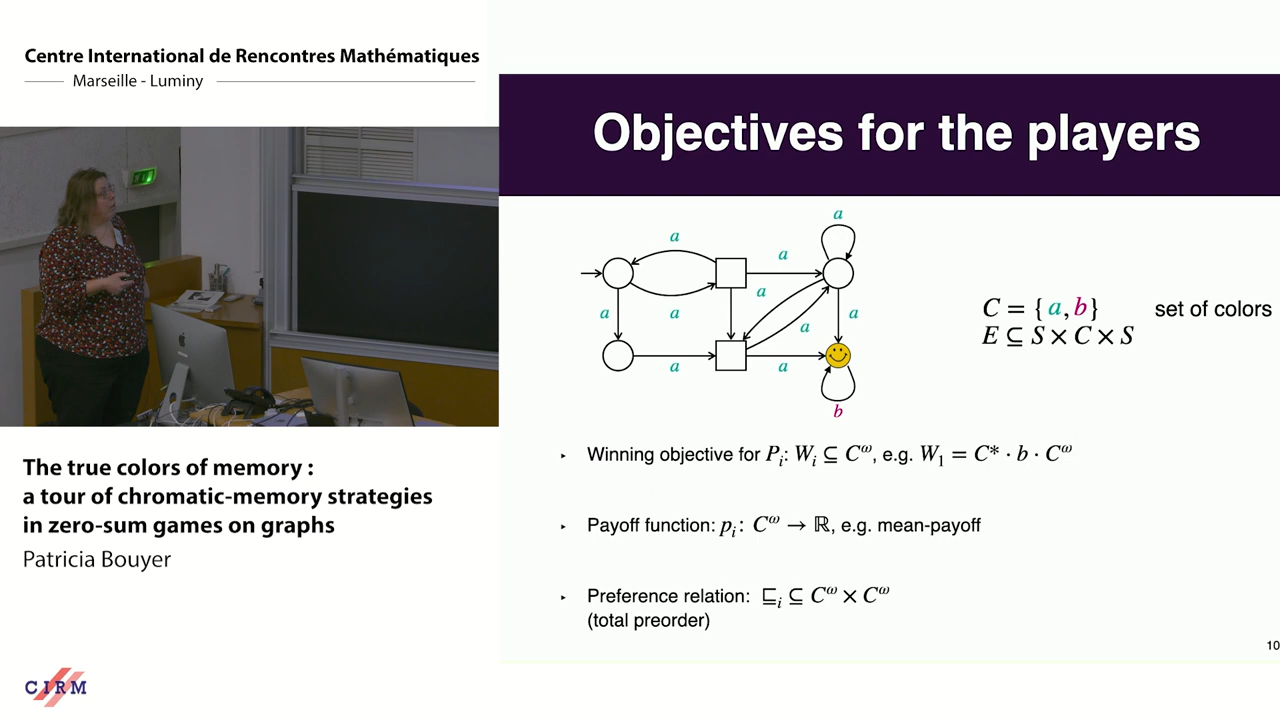 Centre International de Rencontres Mathématiques
Marseille - Luminy
Objectives for the players
a
a
a
a
a
a
a
a
a
a
b
C = { a, b } set of colors
E ⊆ S × C × S
‣ Winning objective for Pᵢ: Wᵢ ⊆ C^ω, e.g. W₁ = C* · b · C^ω
‣ Payoff function: pᵢ: C^ω → ℝ, e.g. mean-payoff
‣ Preference relation: ⊑ᵢ ⊆ C^ω × C^ω
(total preorder)
10
The true colors of memory :
a tour of chromatic-memory strategies
in zero-sum games on graphs
Patricia Bouyer
CIRM